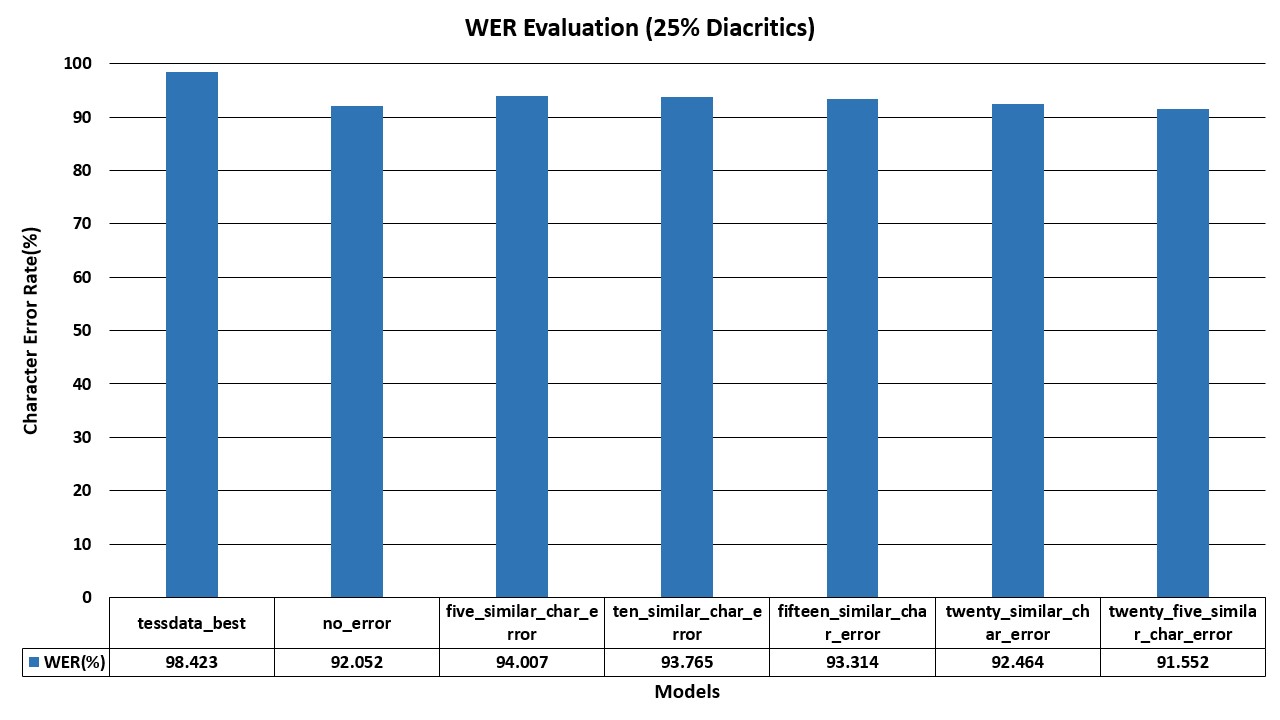 WER Evaluation (25% Diacritics)
Character Error Rate(%)
100
90
80
70
60
50
40
30
20
10
0
tessdata_best
no_error
five_similar_char_e
rror
ten_similar_char_e
rror
fifteen_similar_cha
r_error
twenty_similar_ch
ar_error
twenty_five_simila
r_char_error
WER(%) 98.423 92.052 94.007 93.765 93.314 92.464 91.552
Models